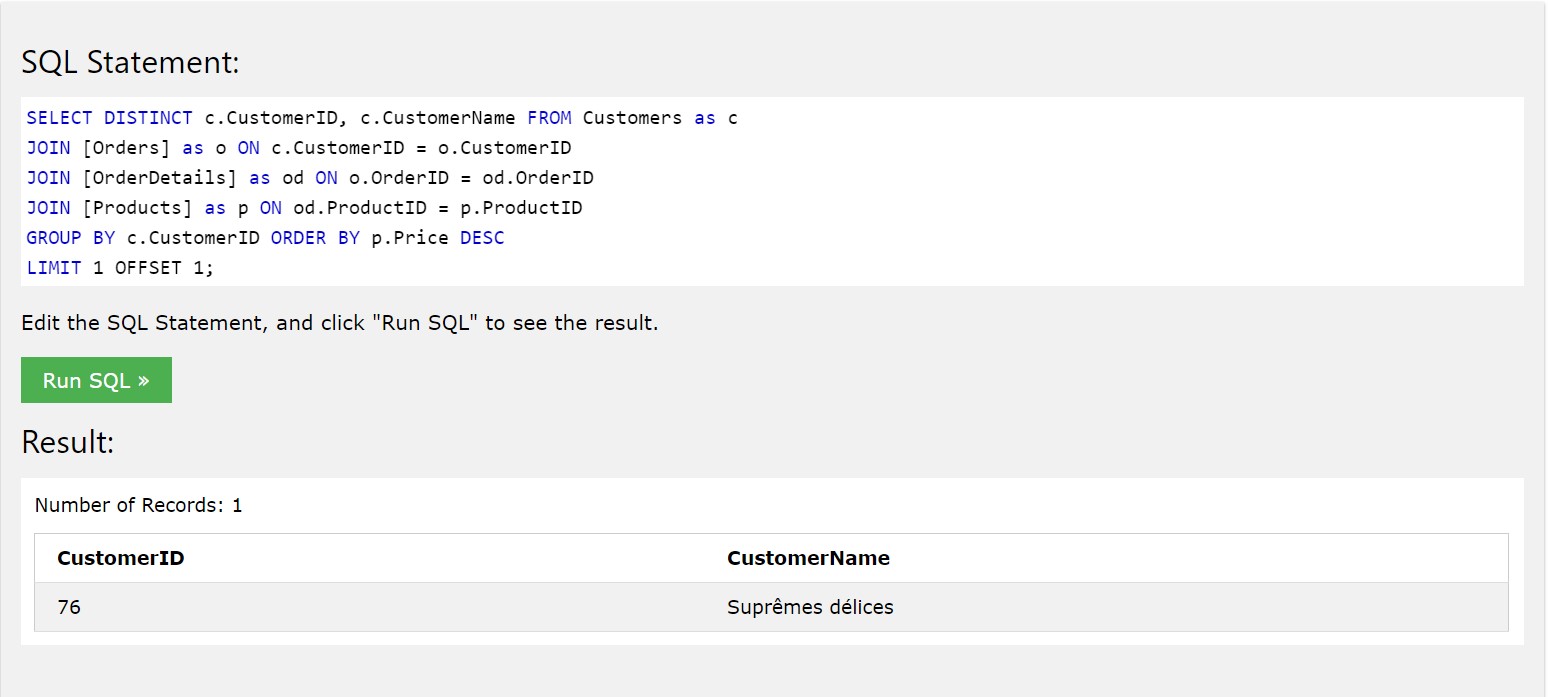 SQL Statement:
SELECT DISTINCT c.CustomerID, c.CustomerName FROM Customers as c
JOIN [Orders] as o ON c.CustomerID = o.CustomerID
JOIN [OrderDetails] as od ON o.OrderID = od.OrderID
JOIN [Products] as p ON od.ProductID = p.ProductID
GROUP BY c.CustomerID ORDER BY p.Price DESC
LIMIT 1 OFFSET 1;
Edit the SQL Statement, and click "Run SQL" to see the result.
Run SQL »
Result:
Number of Records: 1
CustomerID CustomerName
76 Suprêmes délices